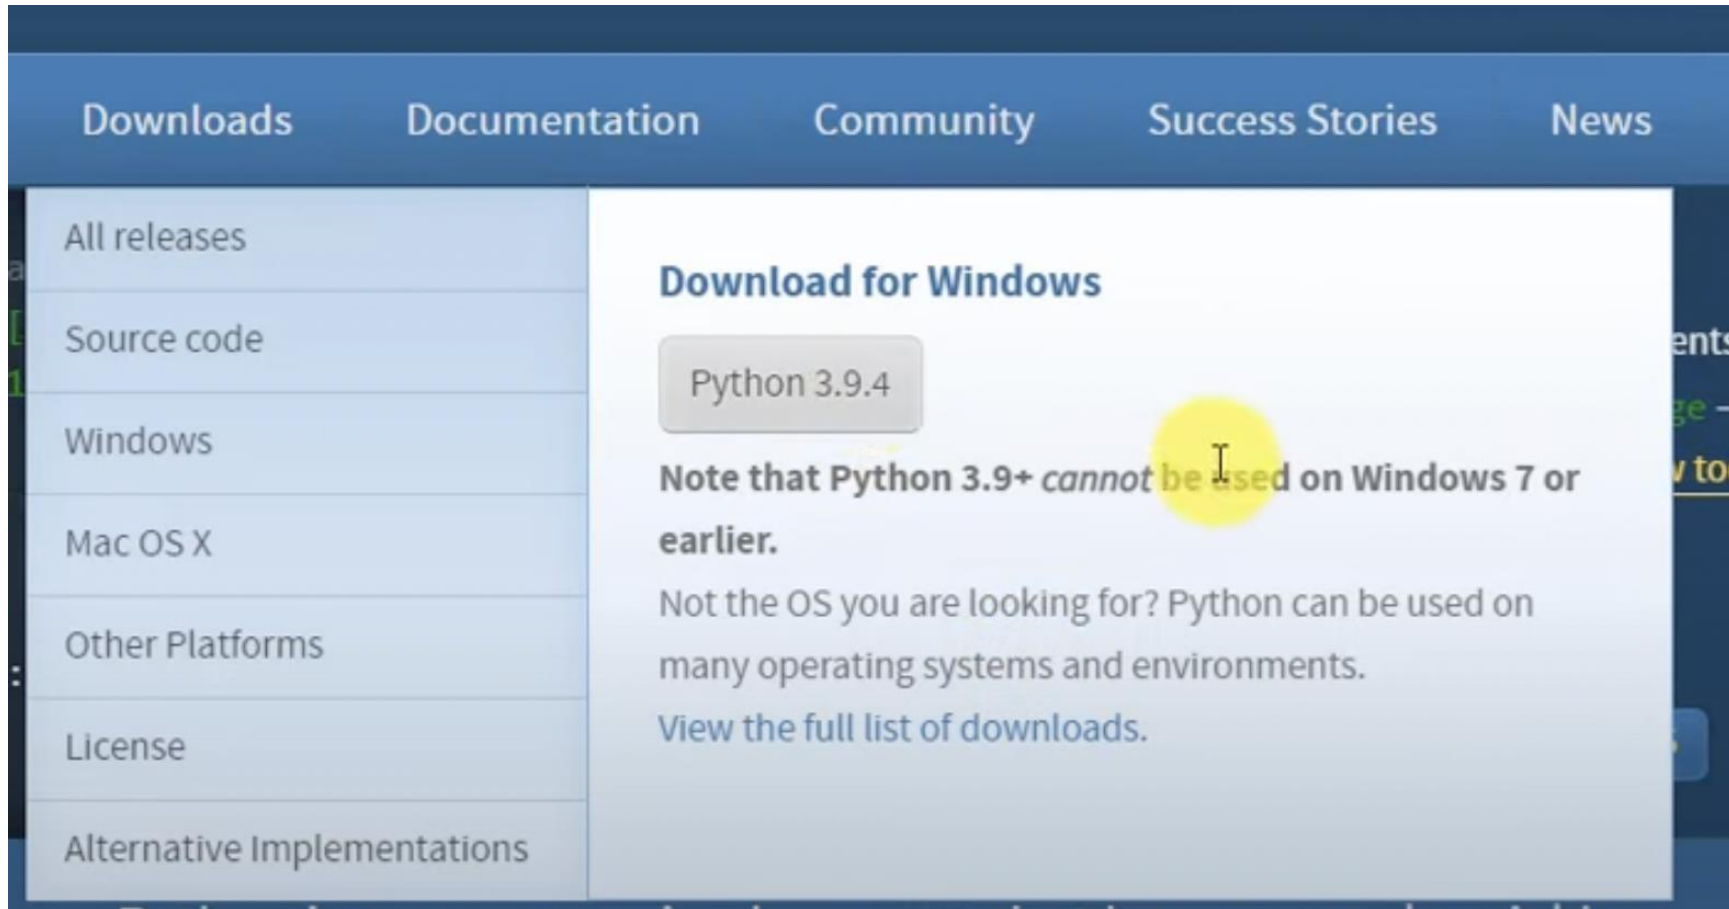 Downloads Documentation Community Success Stories News
All releases
Source code
Windows
Mac OS X
Other Platforms
License
Alternative Implementations
Download for Windows
Python 3.9.4
Note that Python 3.9+ cannot be used on Windows 7 or
earlier.
Not the OS you are looking for? Python can be used on
many operating systems and environments.
View the full list of downloads.